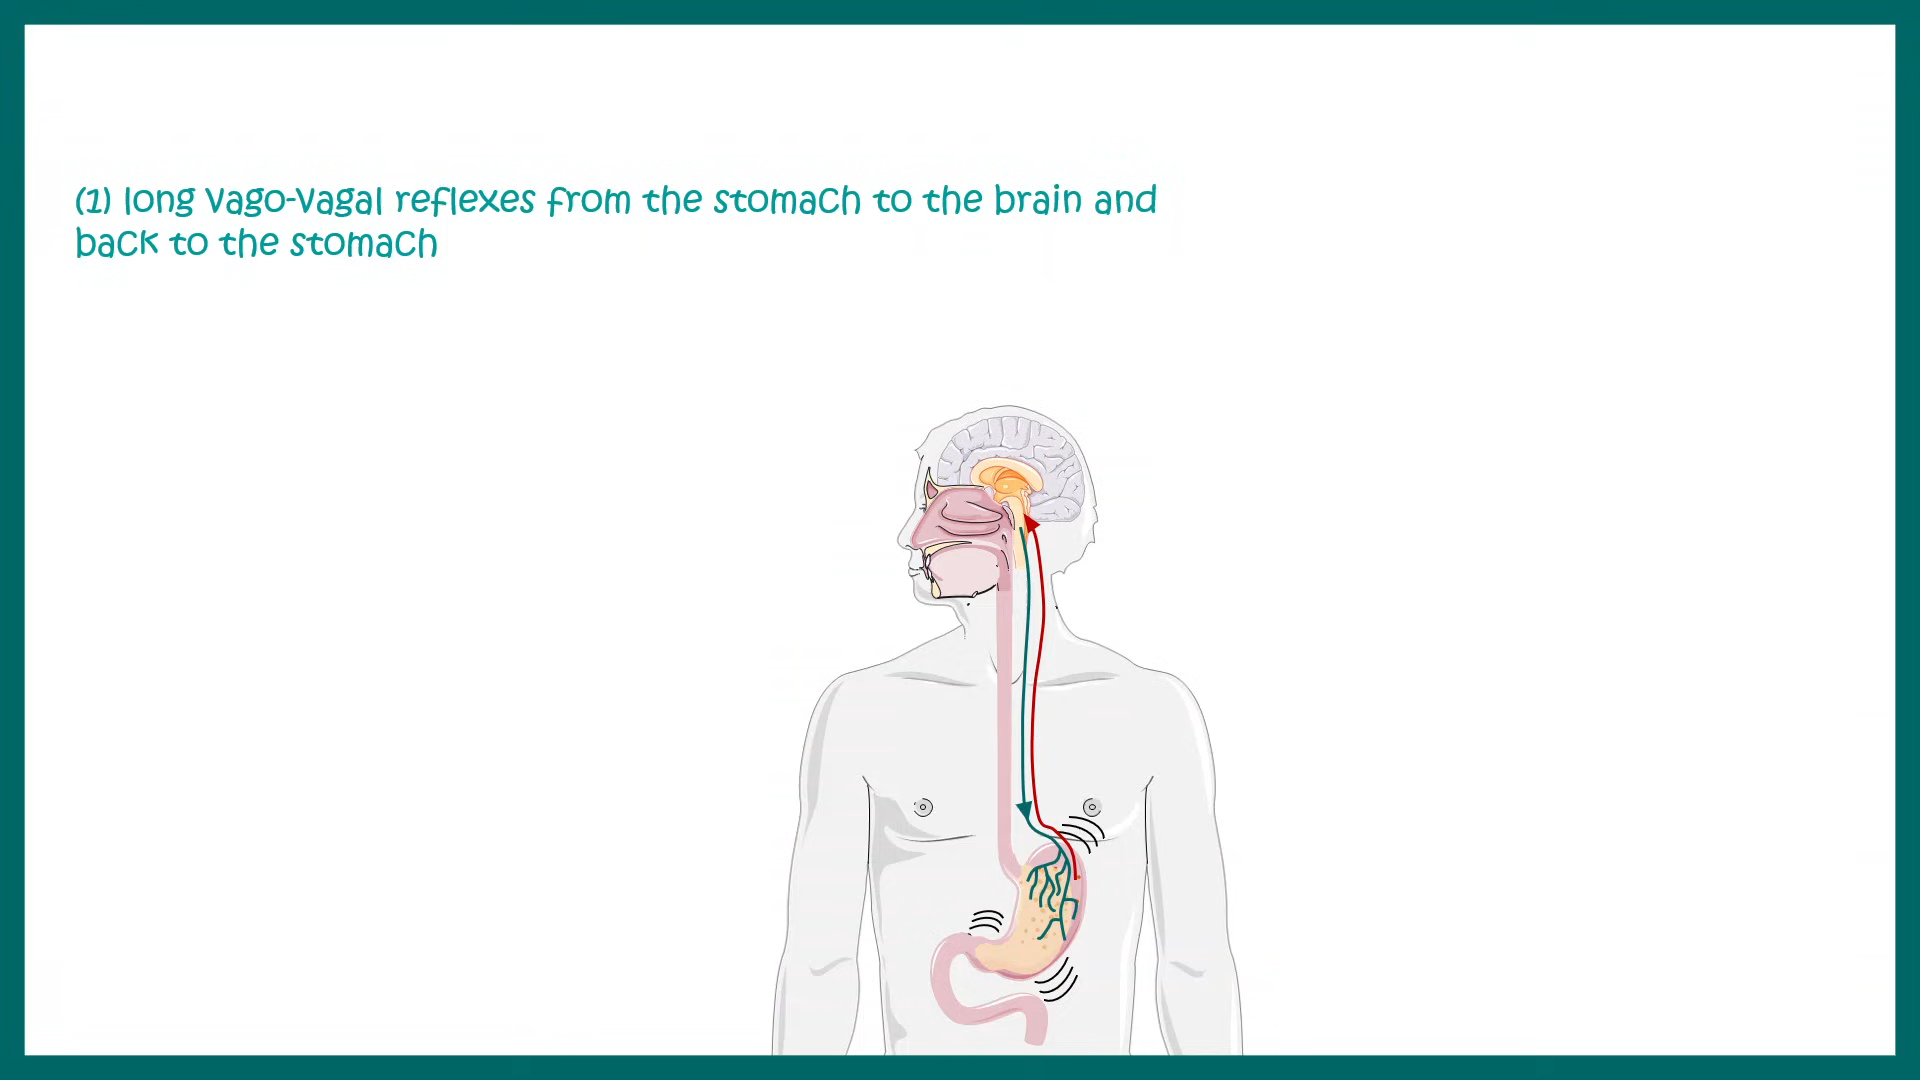 (1) long vago-vagal reflexes from the stomach to the brain and
back to the stomach